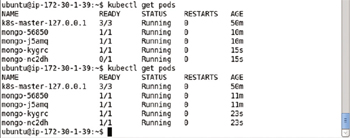 ubuntu@ip-172-30-1-39:~$ kubectl get pods
NAME READY STATUS RESTARTS AGE
k8s-master-127.0.0.1 3/3 Running 0 50m
mongo-56850 1/1 Running 0 10m
mongo-j5amq 1/1 Running 0 10m
mongo-kygrc 1/1 Running 0 15s
mongo-nc2dh 0/1 Running 0 15s
ubuntu@ip-172-30-1-39:~$ kubectl get pods
NAME READY STATUS RESTARTS AGE
k8s-master-127.0.0.1 3/3 Running 0 50m
mongo-56850 1/1 Running 0 11m
mongo-j5amq 1/1 Running 0 11m
mongo-kygrc 1/1 Running 0 23s
mongo-nc2dh 1/1 Running 0 23s
ubuntu@ip-172-30-1-39:~$